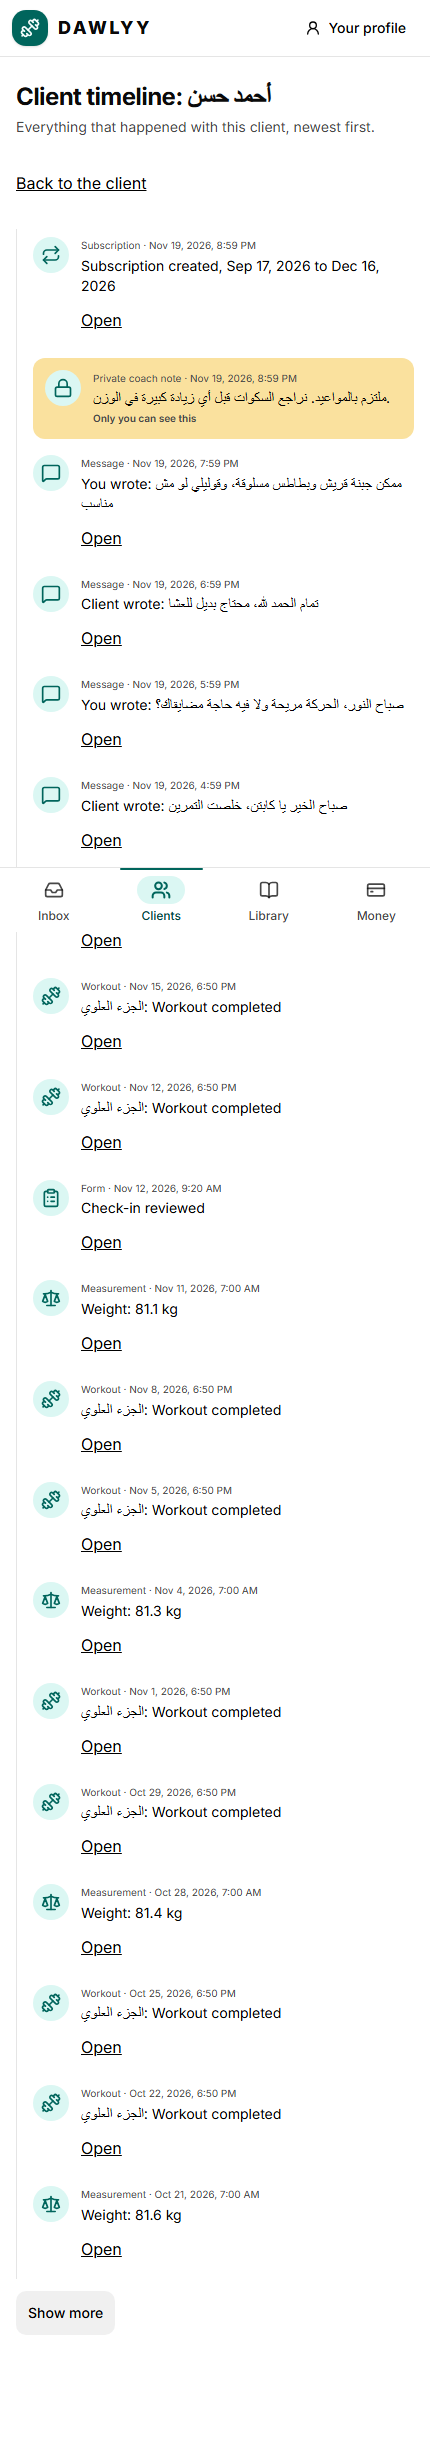 DAWLYY
Your profile
Client timeline: أحمد حسن
Everything that happened with this client, newest first.
Back to the client
Subscription · Nov 19, 2026, 8:59 PM
Subscription created, Sep 17, 2026 to Dec 16,
2026
Open
Private coach note · Nov 19, 2026, 8:59 PM
ملتزم بالمواعيد. نراجع السكوات قبل أي زيادة كبيرة في الوزن.
Only you can see this
Message · Nov 19, 2026, 7:59 PM
You wrote: ممكن جبنة قريش وبطاطس مسلوقة، وقوليلي لو مش
مناسب
Open
Message · Nov 19, 2026, 6:59 PM
Client wrote: تمام الحمد لله، محتاج بديل للعشا
Open
Message · Nov 19, 2026, 5:59 PM
You wrote: صباح النور، الحركة مريحة ولا فيه حاجة مضايقاك؟
Open
Message · Nov 19, 2026, 4:59 PM
Client wrote: صباح الخير يا كابتن، خلصت التمرين
Open
Inbox
Clients
Library
Money
Open
Workout · Nov 15, 2026, 6:50 PM
الجزء العلوي: Workout completed
Open
Workout · Nov 12, 2026, 6:50 PM
الجزء العلوي: Workout completed
Open
Form · Nov 12, 2026, 9:20 AM
Check-in reviewed
Open
Measurement · Nov 11, 2026, 7:00 AM
Weight: 81.1 kg
Open
Workout · Nov 8, 2026, 6:50 PM
الجزء العلوي: Workout completed
Open
Workout · Nov 5, 2026, 6:50 PM
الجزء العلوي: Workout completed
Open
Measurement · Nov 4, 2026, 7:00 AM
Weight: 81.3 kg
Open
Workout · Nov 1, 2026, 6:50 PM
الجزء العلوي: Workout completed
Open
Workout · Oct 29, 2026, 6:50 PM
الجزء العلوي: Workout completed
Open
Measurement · Oct 28, 2026, 7:00 AM
Weight: 81.4 kg
Open
Workout · Oct 25, 2026, 6:50 PM
الجزء العلوي: Workout completed
Open
Workout · Oct 22, 2026, 6:50 PM
الجزء العلوي: Workout completed
Open
Measurement · Oct 21, 2026, 7:00 AM
Weight: 81.6 kg
Open
Show more